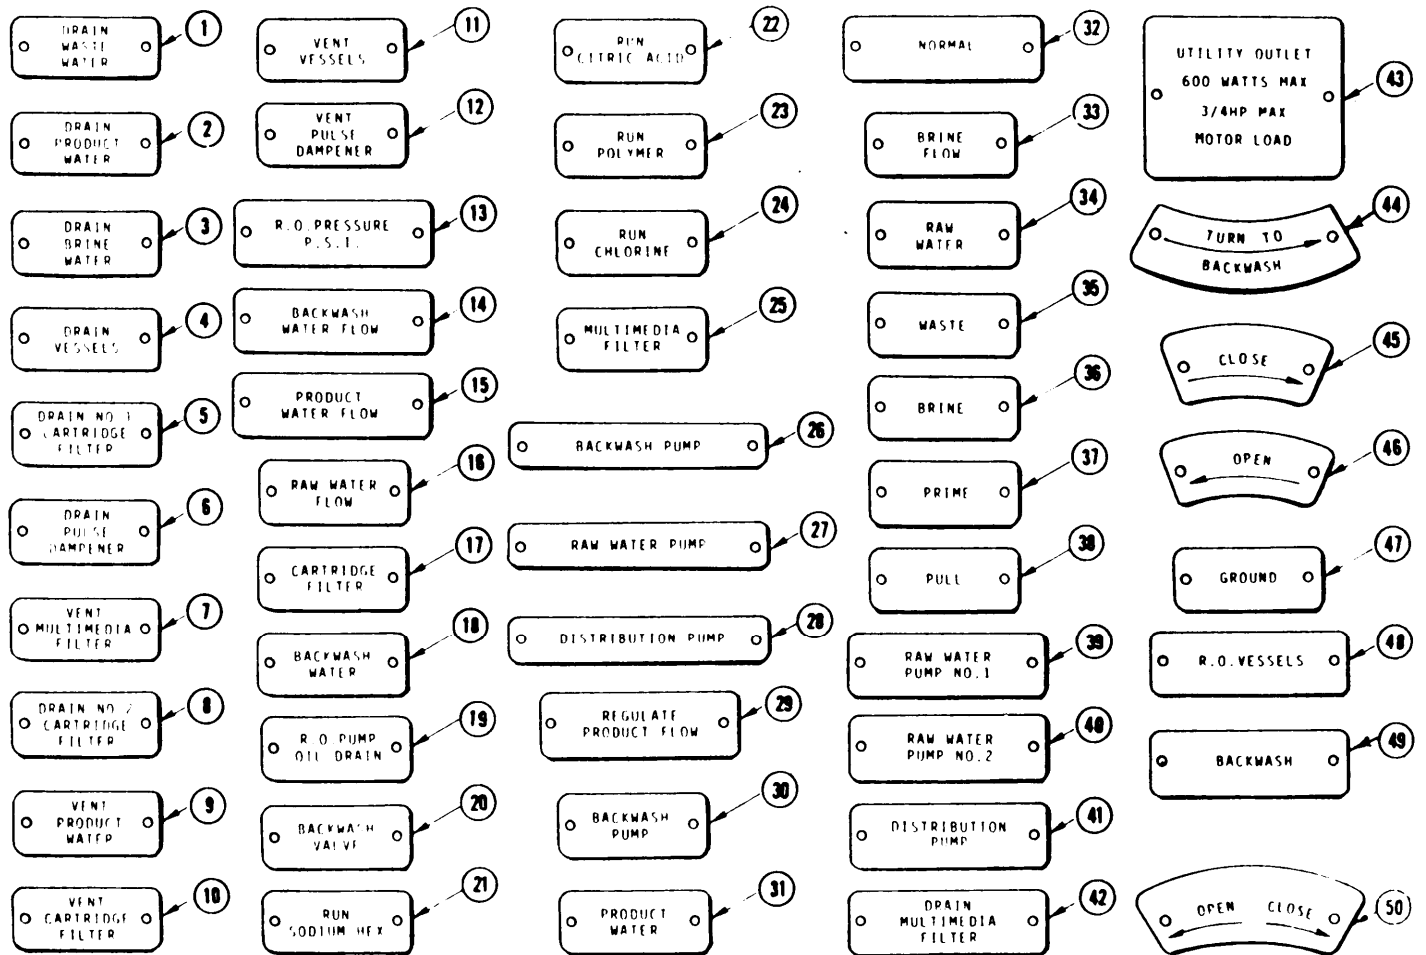 DRAIN
WASTE
WATER
1
DRAIN
PRODUCT
WATER
2
DRAIN
BRINE
WATER
3
DRAIN
VESSELS
4
DRAIN NO 1
CARTRIDGE
FILTER
5
DRAIN
PULSE
DAMPENER
6
VENT
MULTIMEDIA
FILTER
7
DRAIN NO 2
CARTRIDGE
FILTER
8
VENT
PRODUCT
WATER
9
VENT
CARTRIDGE
FILTER
10
VENT
VESSELS
11
VENT
PULSE
DAMPENER
12
R.O.PRESSURE
P.S.I.
13
BACKWASH
WATER FLOW
14
PRODUCT
WATER FLOW
15
RAW WATER
FLOW
16
CARTRIDGE
FILTER
17
BACKWASH
WATER
18
R.O.PUMP
OIL DRAIN
19
BACKWASH
VALVE
20
RUN
SODIUM HEX
21
RUN
CITRIC ACID
22
RUN
POLYMER
23
RUN
CHLORINE
24
MULTIMEDIA
FILTER
25
BACKWASH PUMP
26
RAW WATER PUMP
27
DISTRIBUTION PUMP
28
REGULATE
PRODUCT FLOW
29
BACKWASH
PUMP
30
PRODUCT
WATER
31
NORMAL
32
BRINE
FLOW
33
RAW
WATER
34
WASTE
35
BRINE
36
PRIME
37
PULL
38
RAW WATER
PUMP NO.1
39
RAW WATER
PUMP NO.2
40
DISTRIBUTION
PUMP
41
DRAIN
MULTIMEDIA
FILTER
42
UTILITY OUTLET
600 WATTS MAX
3/4HP MAX
MOTOR LOAD
43
TURN TO
BACKWASH
44
CLOSE
45
OPEN
46
GROUND
47
R.O.VESSELS
48
BACKWASH
49
OPEN CLOSE
50